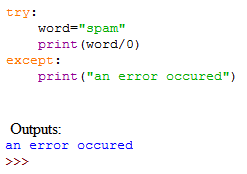 try:
    word="spam"
    print(word/0)
except:
    print("an error occured")
Outputs:
an error occured
>>>